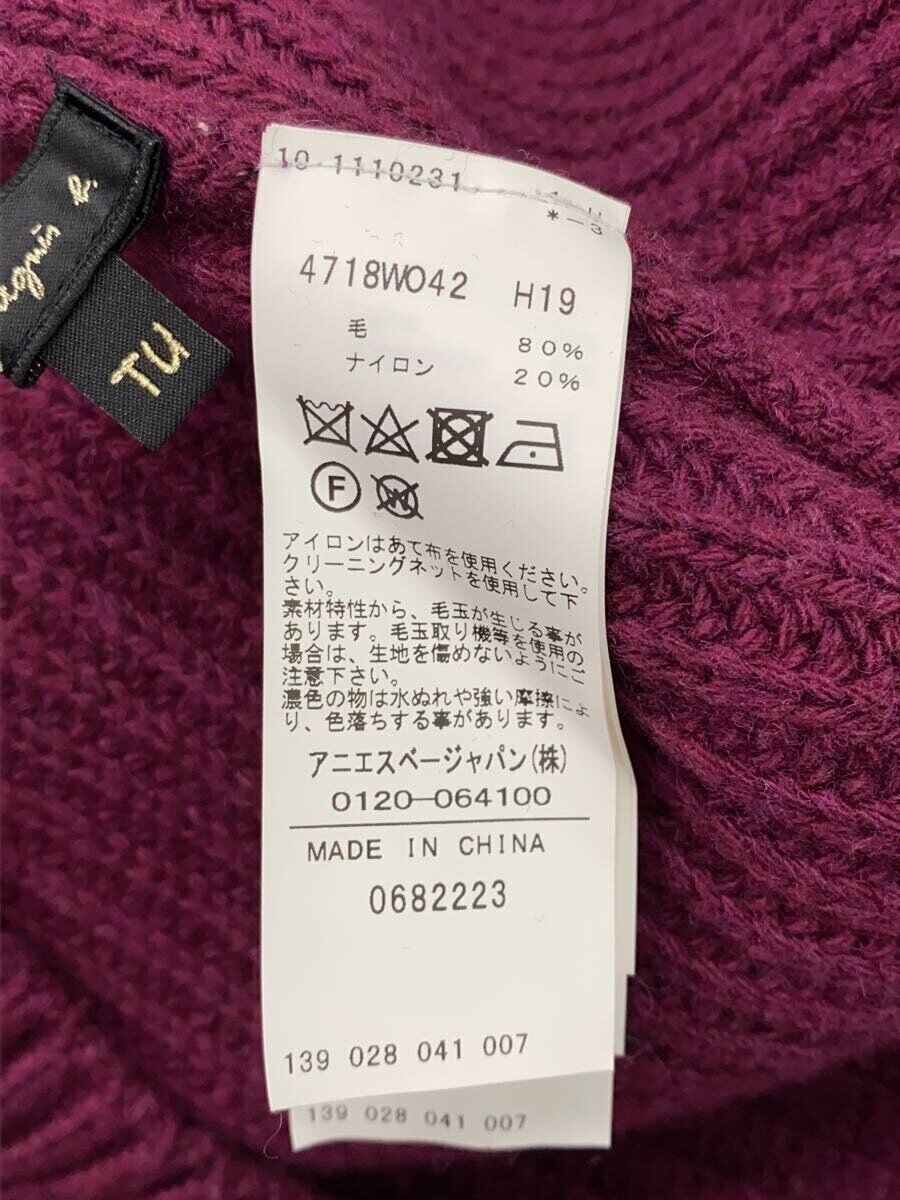 agnis b.
TU
10-1110231
*-3
4718WO42 H19
毛 80%
ナイロン 20%
F
W
アイロンはあて布を使用ください。
クリーニングネットを使用して下
さい。
素材特性から、毛玉が生じる事が
あります。毛玉取り機等を使用の
場合は、生地を傷めないようにご
注意下さい。
濃色の物は水ぬれや強い摩擦によ
り、色落ちする事があります。
アニエスベージャパン(株)
0120-064100
MADE IN CHINA
0682223
139 028 041 007
139 028 041 007